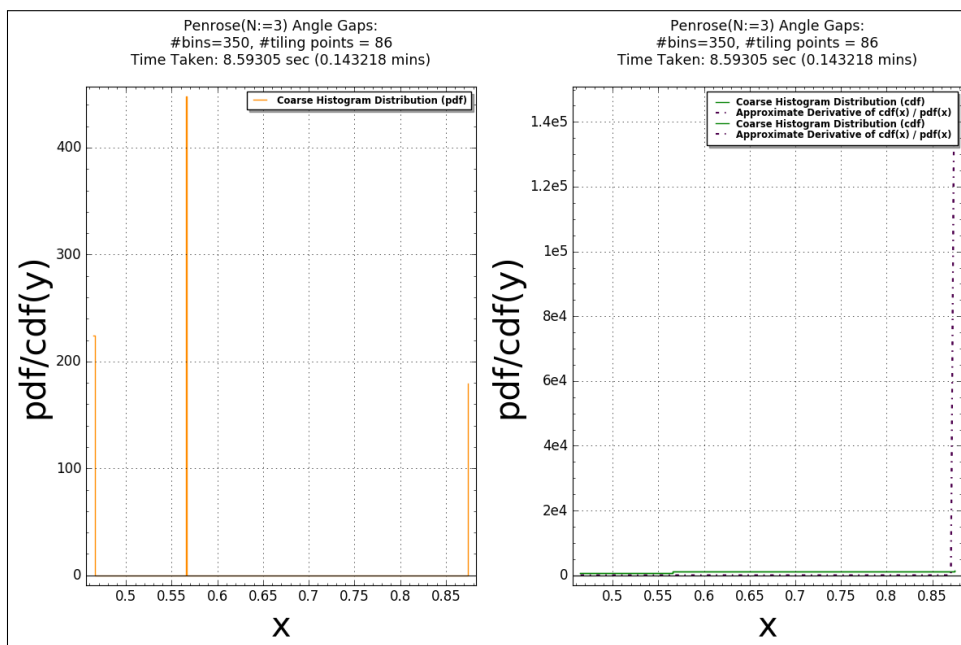 Penrose(N:=3) Angle Gaps:
#bins=350, #tiling points = 86
Time Taken: 8.59305 sec (0.143218 mins)
Coarse Histogram Distribution (pdf)
400
300
200
100
0
0.5
0.55
0.6
0.65
0.7
0.75
0.8
0.85
pdf/cdf(y)
x
Penrose(N:=3) Angle Gaps:
#bins=350, #tiling points = 86
Time Taken: 8.59305 sec (0.143218 mins)
Coarse Histogram Distribution (cdf)
Approximate Derivative of cdf(x) / pdf(x)
Coarse Histogram Distribution (cdf)
Approximate Derivative of cdf(x) / pdf(x)
1.4e5
1.2e5
1e5
8e4
6e4
4e4
2e4
0
0.5
0.55
0.6
0.65
0.7
0.75
0.8
0.85
pdf/cdf(y)
x